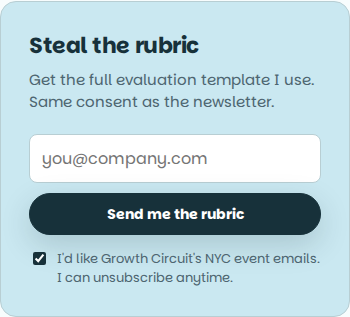 Steal the rubric
Get the full evaluation template I use.
Same consent as the newsletter.
you@company.com
Send me the rubric
I'd like Growth Circuit's NYC event emails.
I can unsubscribe anytime.